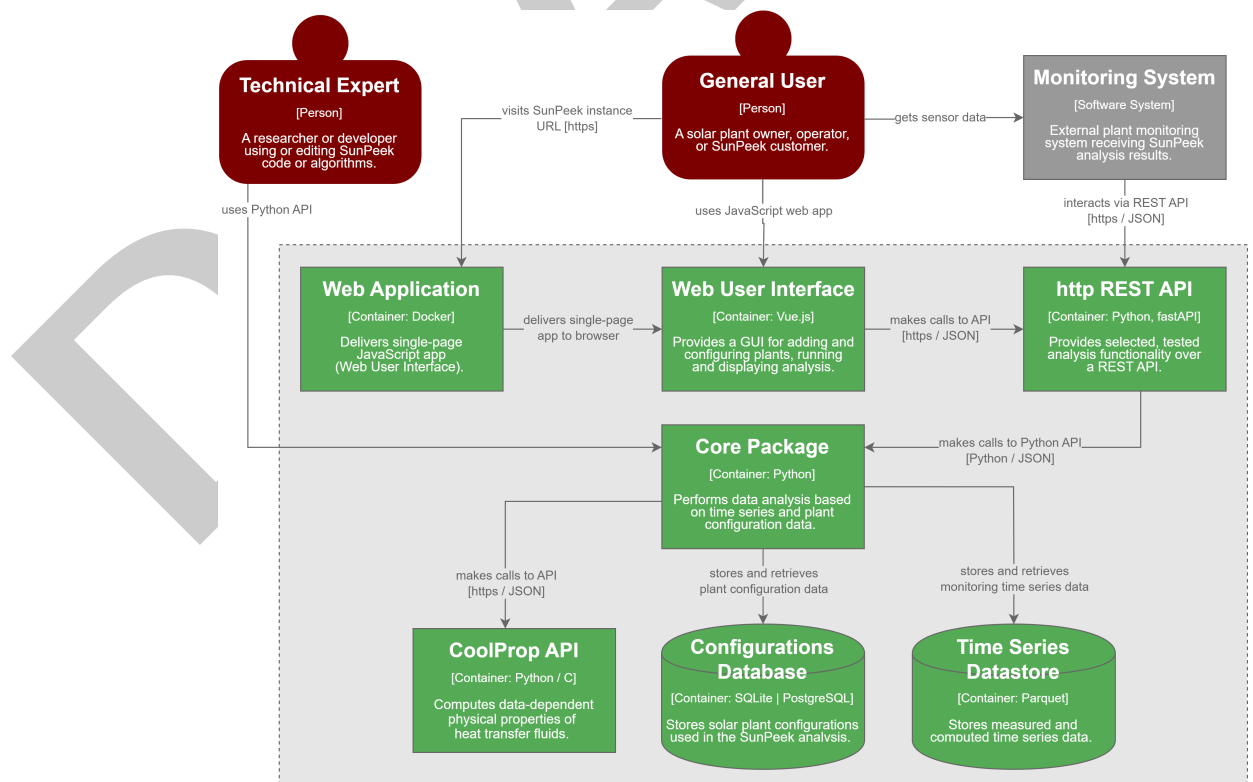 Technical Expert
[Person]
A researcher or developer
using or editing SunPeek
code or algorithms.
General User
[Person]
A solar plant owner, operator,
or SunPeek customer.
Monitoring System
[Software System]
External plant monitoring
system receiving SunPeek
analysis results.
visits SunPeek instance
URL [https]
gets sensor data
uses Python API
uses JavaScript web app
interacts via REST API
[https / JSON]
Web Application
[Container: Docker]
Delivers single-page
JavaScript app
(Web User Interface).
delivers single-page
app to browser
Web User Interface
[Container: Vue.js]
Provides a GUI for adding and
configuring plants, running
and displaying analysis.
makes calls to API
[https / JSON]
http REST API
[Container: Python, fastAPI]
Provides selected, tested
analysis functionality over
a REST API.
Core Package
[Container: Python]
Performs data analysis based
on time series and plant
configuration data.
makes calls to Python API
[Python / JSON]
makes calls to API
[https / JSON]
stores and retrieves
plant configuration data
stores and retrieves
monitoring time series data
CoolProp API
[Container: Python / C]
Computes data-dependent
physical properties of
heat transfer fluids.
Configurations
Database
[Container: SQLite | PostgreSQL]
Stores solar plant configurations
used in the SunPeek analysis.
Time Series
Datastore
[Container: Parquet]
Stores measured and
computed time series data.